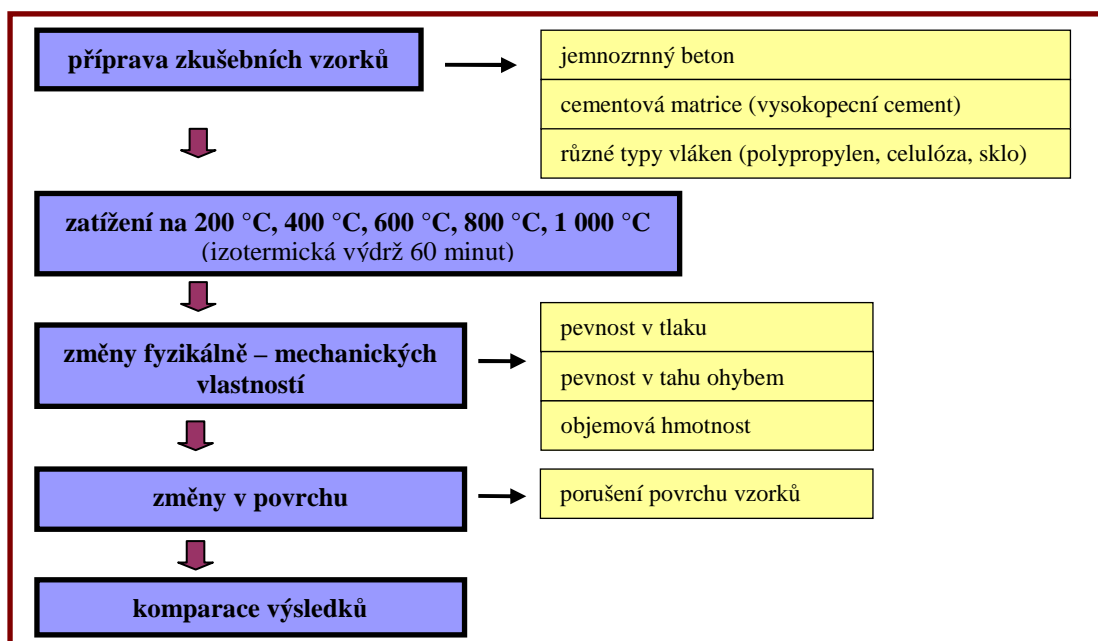 příprava zkušebních vzorků
jemnozrnný beton
cementová matrice (vysokopecní cement)
různé typy vláken (polypropylen, celulóza, sklo)
zatížení na 200 °C, 400 °C, 600 °C, 800 °C, 1 000 °C
(izotermická výdrž 60 minut)
změny fyzikálně – mechanických
vlastností
pevnost v tlaku
pevnost v tahu ohybem
objemová hmotnost
změny v povrchu
porušení povrchu vzorků
komparace výsledků